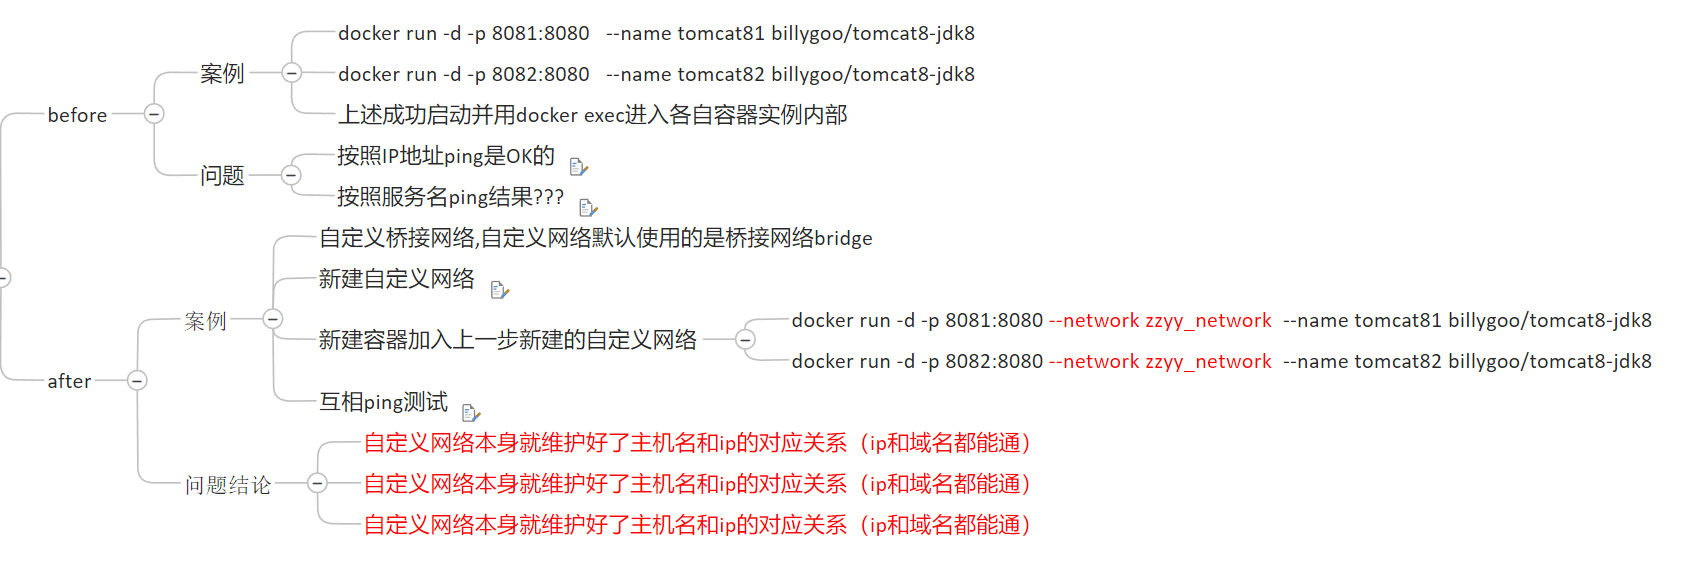 before
案例
docker run -d -p 8081:8080   --name tomcat81 billygoo/tomcat8-jdk8
docker run -d -p 8082:8080   --name tomcat82 billygoo/tomcat8-jdk8
上述成功启动并用docker exec进入各自容器实例内部
问题
按照IP地址ping是OK的
按照服务名ping结果???
after
案例
自定义桥接网络,自定义网络默认使用的是桥接网络bridge
新建自定义网络
新建容器加入上一步新建的自定义网络
docker run -d -p 8081:8080 --network zzyy_network  --name tomcat81 billygoo/tomcat8-jdk8
docker run -d -p 8082:8080 --network zzyy_network  --name tomcat82 billygoo/tomcat8-jdk8
互相ping测试
问题结论
自定义网络本身就维护好了主机名和ip的对应关系（ip和域名都能通）
自定义网络本身就维护好了主机名和ip的对应关系（ip和域名都能通）
自定义网络本身就维护好了主机名和ip的对应关系（ip和域名都能通）